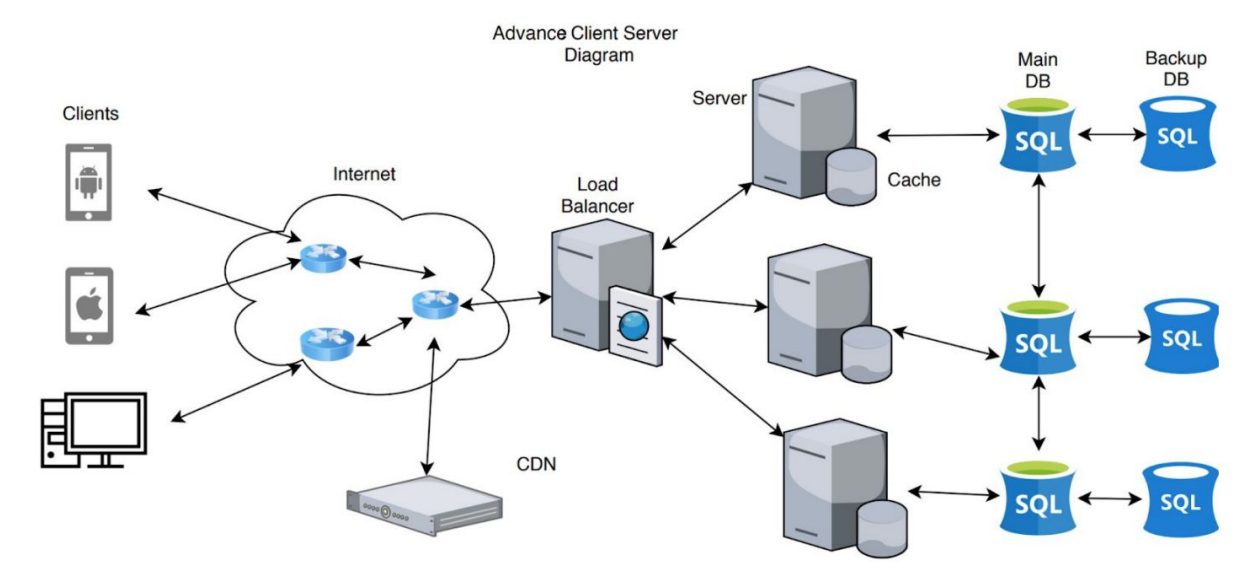 Advance Client Server
Diagram
Clients
Internet
Load
Balancer
Server
Cache
Main
DB
Backup
DB
CDN
SQL
SQL
SQL
SQL
SQL
SQL